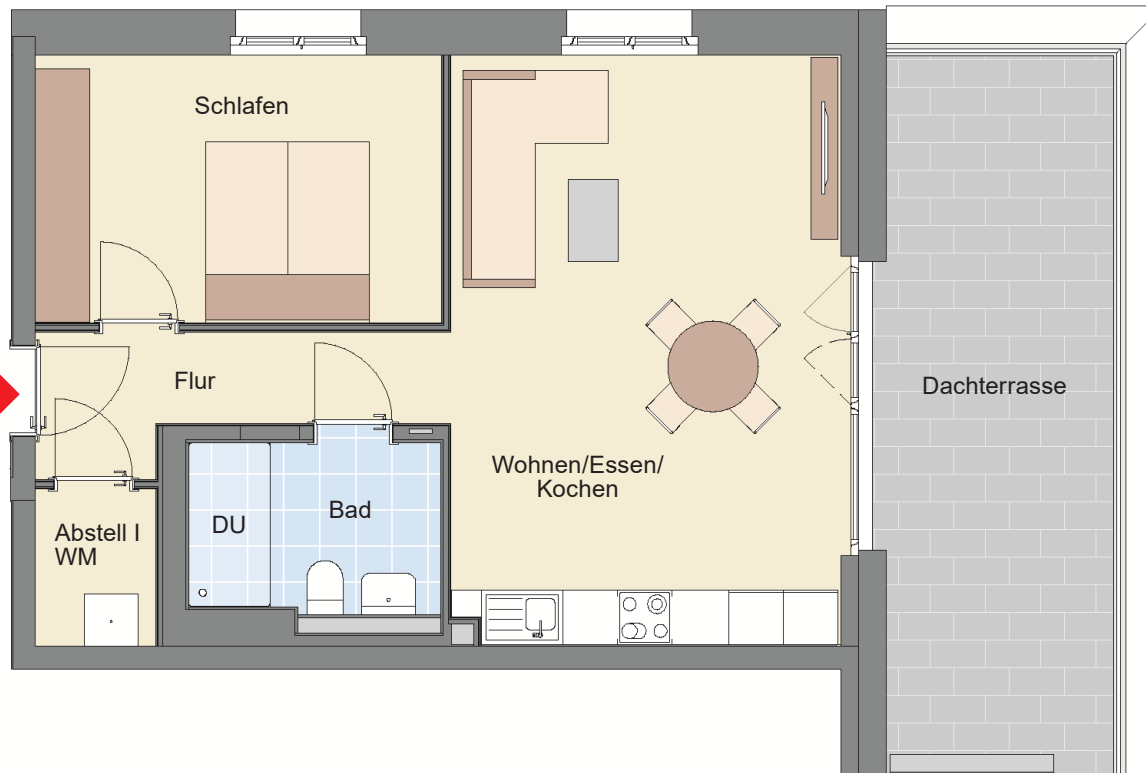 Schlafen
Flur
Dachterrasse
Wohnen/Essen/
Kochen
Abstell I
WM
DU
Bad